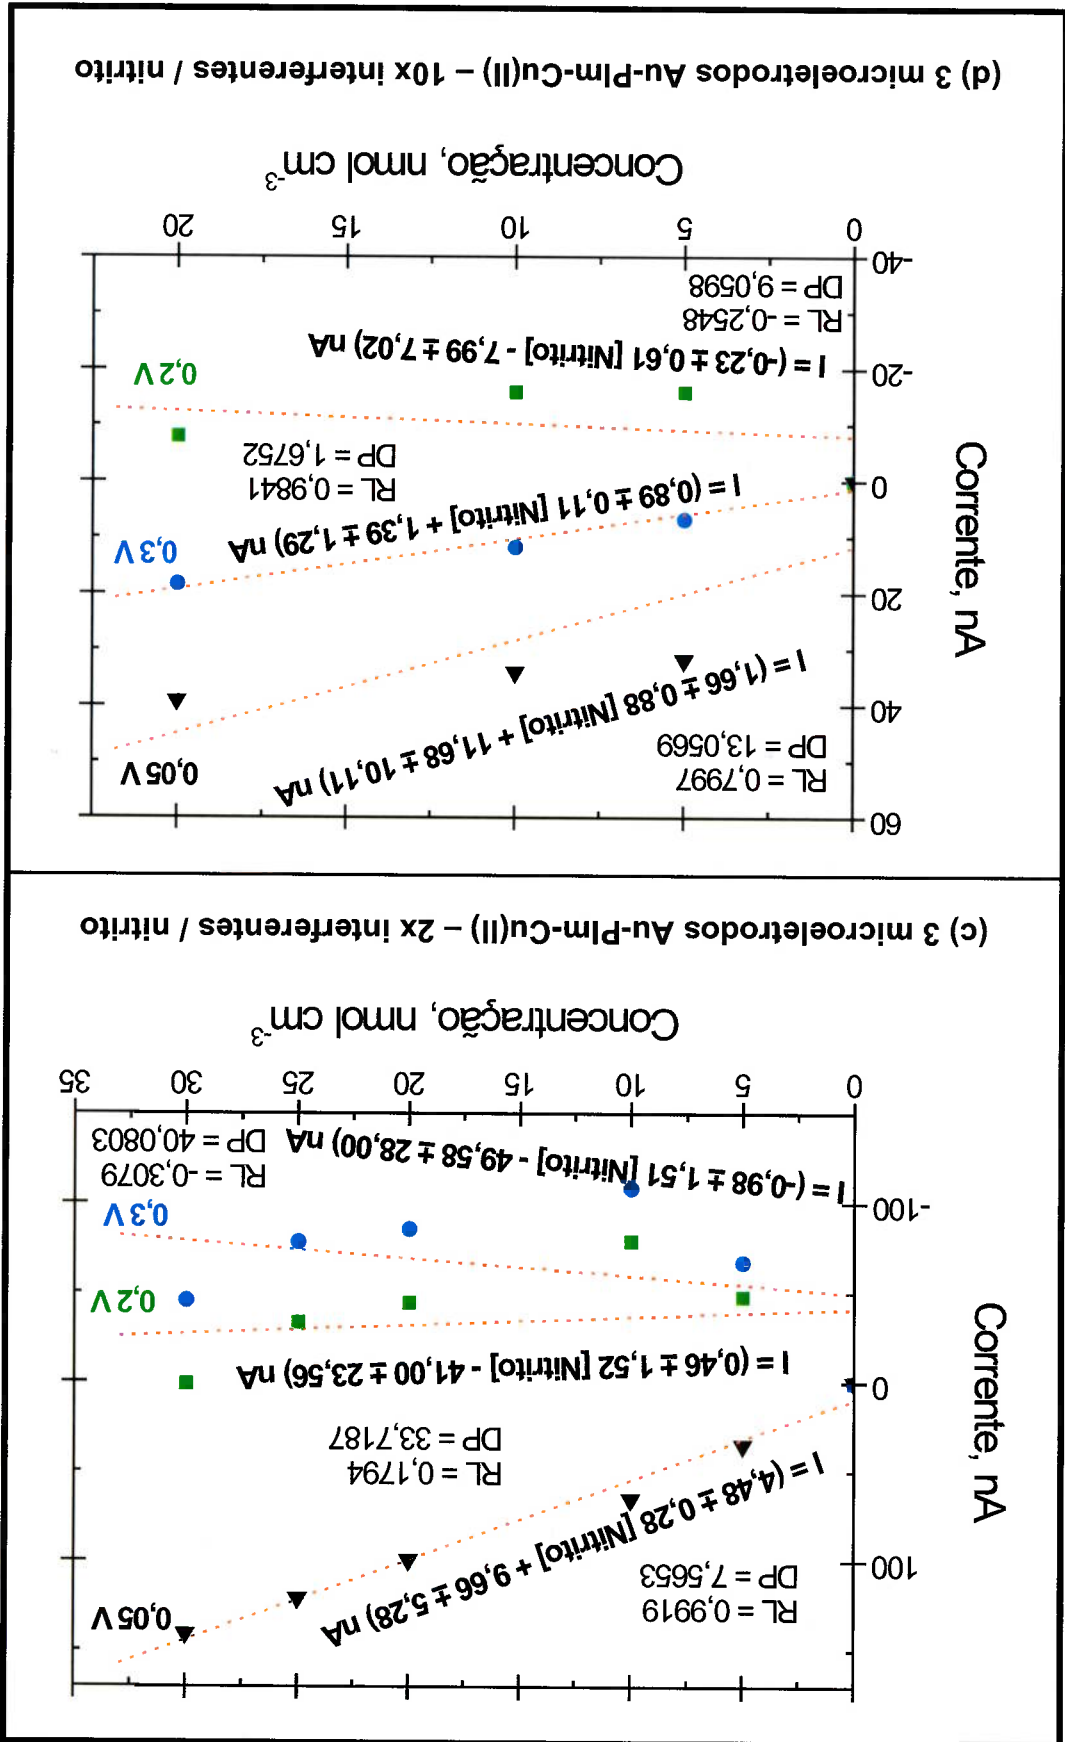 100
0
-100
Corrente, nA
RL = 0,9919
DP = 7,5653
I = (4,48 ± 0,28 [Nitrito] + 9,66 ± 5,28) nA
0,05 V
RL = 0,1794
DP = 33,7187
I = (0,46 ± 1,52 [Nitrito] - 41,00 ± 23,56) nA
0,2 V
0,3 V
I = (-0,98 ± 1,51 [Nitrito] - 49,58 ± 28,00) nA
RL = -0,3079
DP = 40,0803
0 5 10 15 20 25 30 35
Concentração, nmol cm-3
(c) 3 microeletrodos Au-PIm-Cu(II) – 2x interferentes / nitrito
60
40
20
0
-20
-40
Corrente, nA
RL = 0,7997
DP = 13,0569
I = (1,66 ± 0,88 [Nitrito] + 11,68 ± 10,11) nA
0,05 V
0,3 V
I = (0,89 ± 0,11 [Nitrito] + 1,39 ± 1,29) nA
RL = 0,9841
DP = 1,6752
0,2 V
I = (-0,23 ± 0,61 [Nitrito] - 7,99 ± 7,02) nA
RL = -0,2548
DP = 9,0598
0 5 10 15 20
Concentração, nmol cm-3
(d) 3 microeletrodos Au-PIm-Cu(II) – 10x interferentes / nitrito